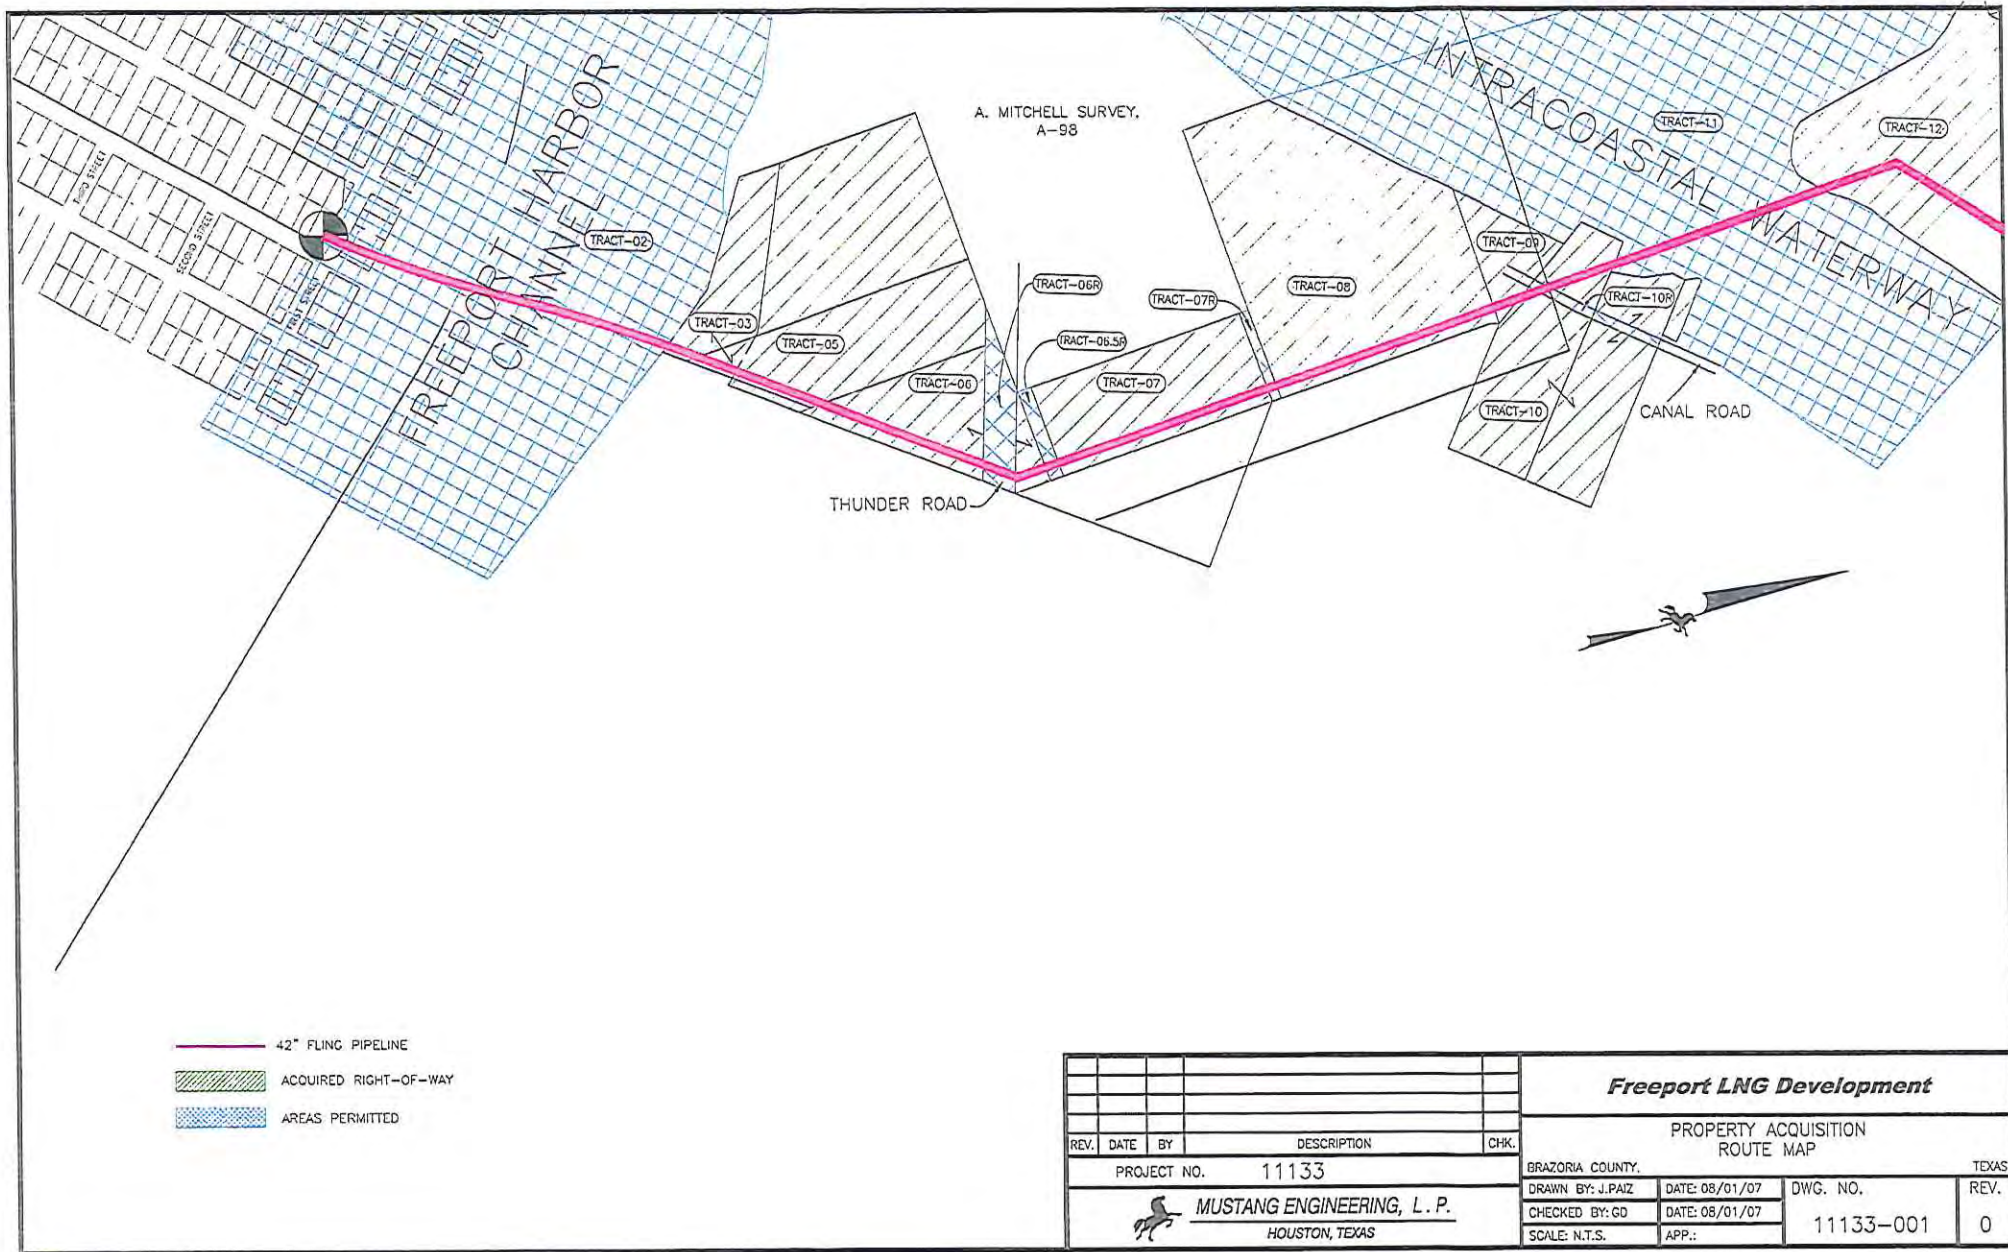 A. MITCHELL SURVEY,
A-98
INTRACOASTAL WATERWAY
FREEPORT HARBOR
CHANNEL
THIRD STREET
SECOND STREET
FIRST STREET
TRACT-02
TRACT-03
TRACT-05
TRACT-06
TRACT-06R
TRACT-06.5R
TRACT-07
TRACT-07R
TRACT-08
TRACT-09
TRACT-10
TRACT-10R
TRACT-11
TRACT-12
THUNDER ROAD
CANAL ROAD
42" FLING PIPELINE
ACQUIRED RIGHT-OF-WAY
AREAS PERMITTED
REV. DATE BY DESCRIPTION CHK.
PROJECT NO. 11133
MUSTANG ENGINEERING, L.P.
HOUSTON, TEXAS
Freeport LNG Development
PROPERTY ACQUISITION
ROUTE MAP
BRAZORIA COUNTY, TEXAS
DRAWN BY: J.PAIZ DATE: 08/01/07 DWG. NO. REV.
CHECKED BY: GD DATE: 08/01/07 11133-001 0
SCALE: N.T.S. APP.: